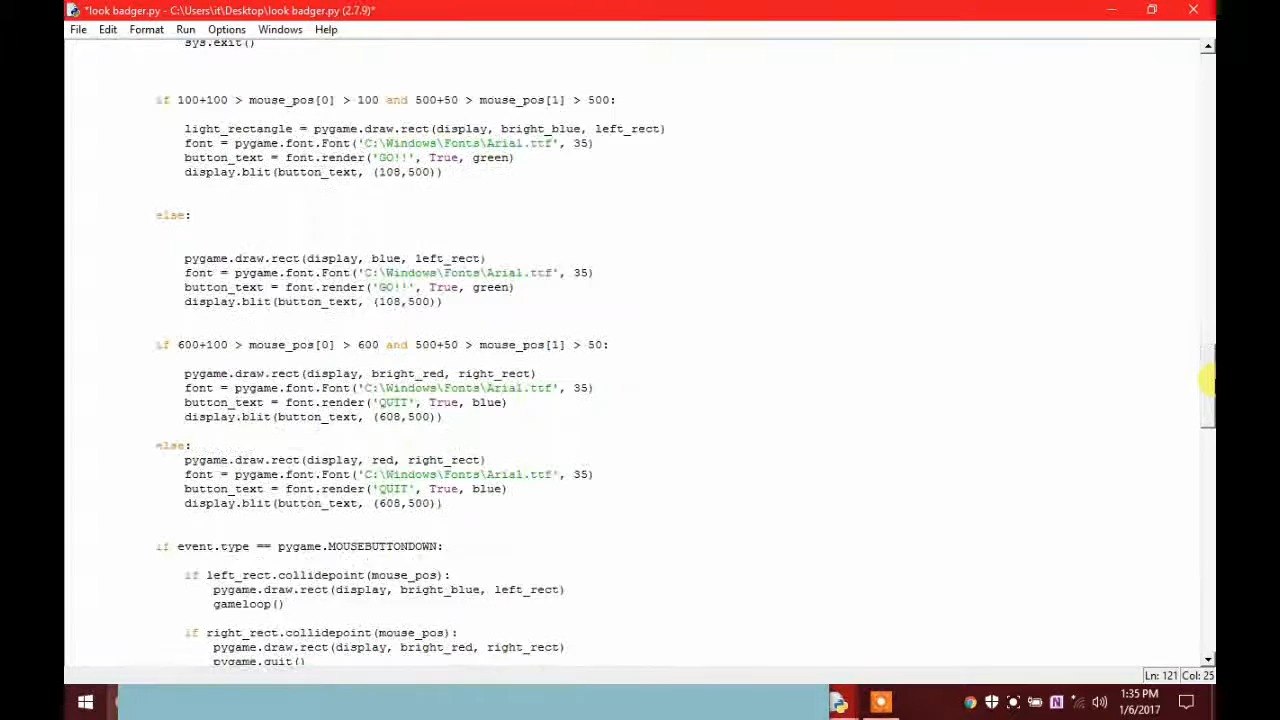 *look badger.py - C:\Users\it\Desktop\look badger.py (2.7.9)*
File Edit Format Run Options Windows Help
sys.exit()
if 100+100 > mouse_pos[0] > 100 and 500+50 > mouse_pos[1] > 500:
light_rectangle = pygame.draw.rect(display, bright_blue, left_rect)
font = pygame.font.Font('C:\Windows\Fonts\Arial.ttf', 35)
button_text = font.render('GO!!', True, green)
display.blit(button_text, (108,500))
else:
pygame.draw.rect(display, blue, left_rect)
font = pygame.font.Font('C:\Windows\Fonts\Arial.ttf', 35)
button_text = font.render('GO!!', True, green)
display.blit(button_text, (108,500))
if 600+100 > mouse_pos[0] > 600 and 500+50 > mouse_pos[1] > 50:
pygame.draw.rect(display, bright_red, right_rect)
font = pygame.font.Font('C:\Windows\Fonts\Arial.ttf', 35)
button_text = font.render('QUIT', True, blue)
display.blit(button_text, (608,500))
else:
pygame.draw.rect(display, red, right_rect)
font = pygame.font.Font('C:\Windows\Fonts\Arial.ttf', 35)
button_text = font.render('QUIT', True, blue)
display.blit(button_text, (608,500))
if event.type == pygame.MOUSEBUTTONDOWN:
if left_rect.collidepoint(mouse_pos):
pygame.draw.rect(display, bright_blue, left_rect)
gameloop()
if right_rect.collidepoint(mouse_pos):
pygame.draw.rect(display, bright_red, right_rect)
pygame.quit()
Ln: 121 Col: 25
1:35 PM
1/6/2017